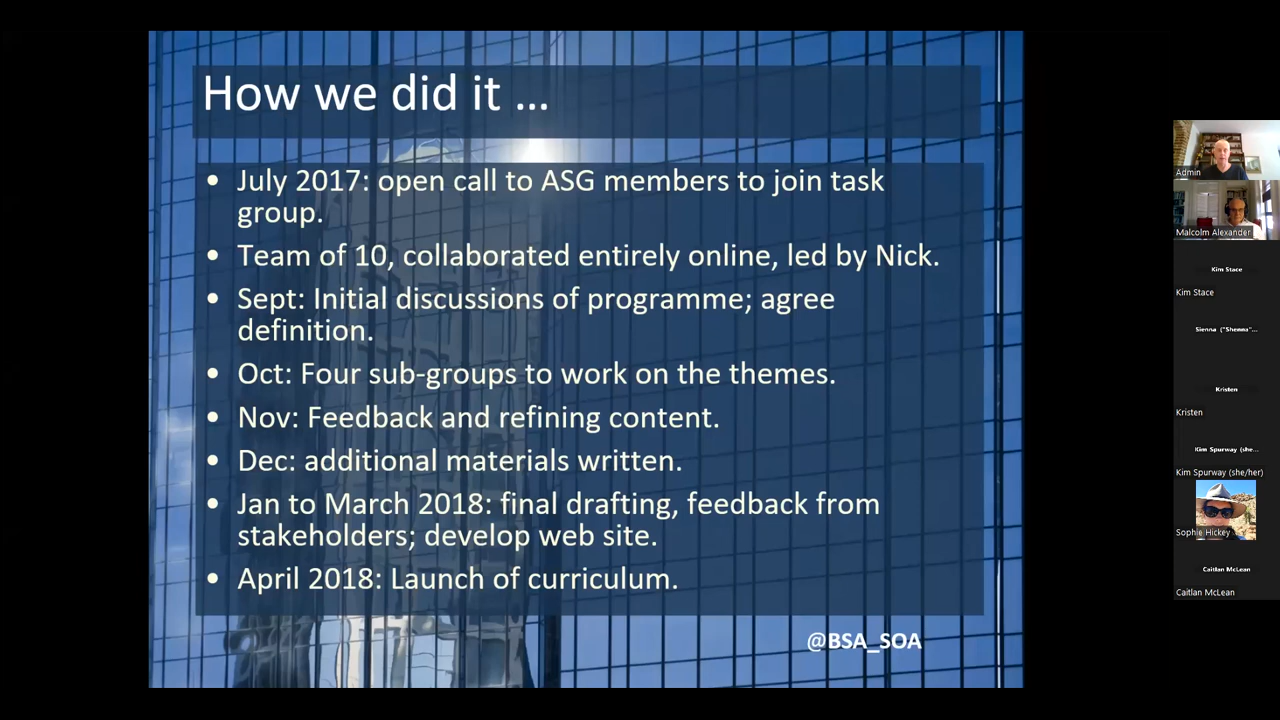 How we did it ...
• July 2017: open call to ASG members to join task
group.
• Team of 10, collaborated entirely online, led by Nick.
• Sept: Initial discussions of programme; agree
definition.
• Oct: Four sub-groups to work on the themes.
• Nov: Feedback and refining content.
• Dec: additional materials written.
• Jan to March 2018: final drafting, feedback from
stakeholders; develop web site.
• April 2018: Launch of curriculum.
@BSA_SOA
Admin
Malcolm Alexander
Kim Stace
Kim Stace
Sienna ("Shenna"...
Kristen
Kristen
Kim Spurway (she...
Kim Spurway (she/her)
Sophie Hickey
Caitlan McLean
Caitlan McLean